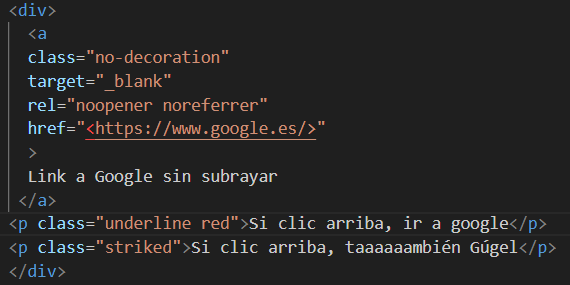 <div>
<a
class="no-decoration"
target="_blank"
rel="noopener noreferrer"
href="<https://www.google.es/>"
>
Link a Google sin subrayar
</a>
<p class="underline red">Si clic arriba, ir a google</p>
<p class="striked">Si clic arriba, taaaaaambién Gúgel</p>
</div>